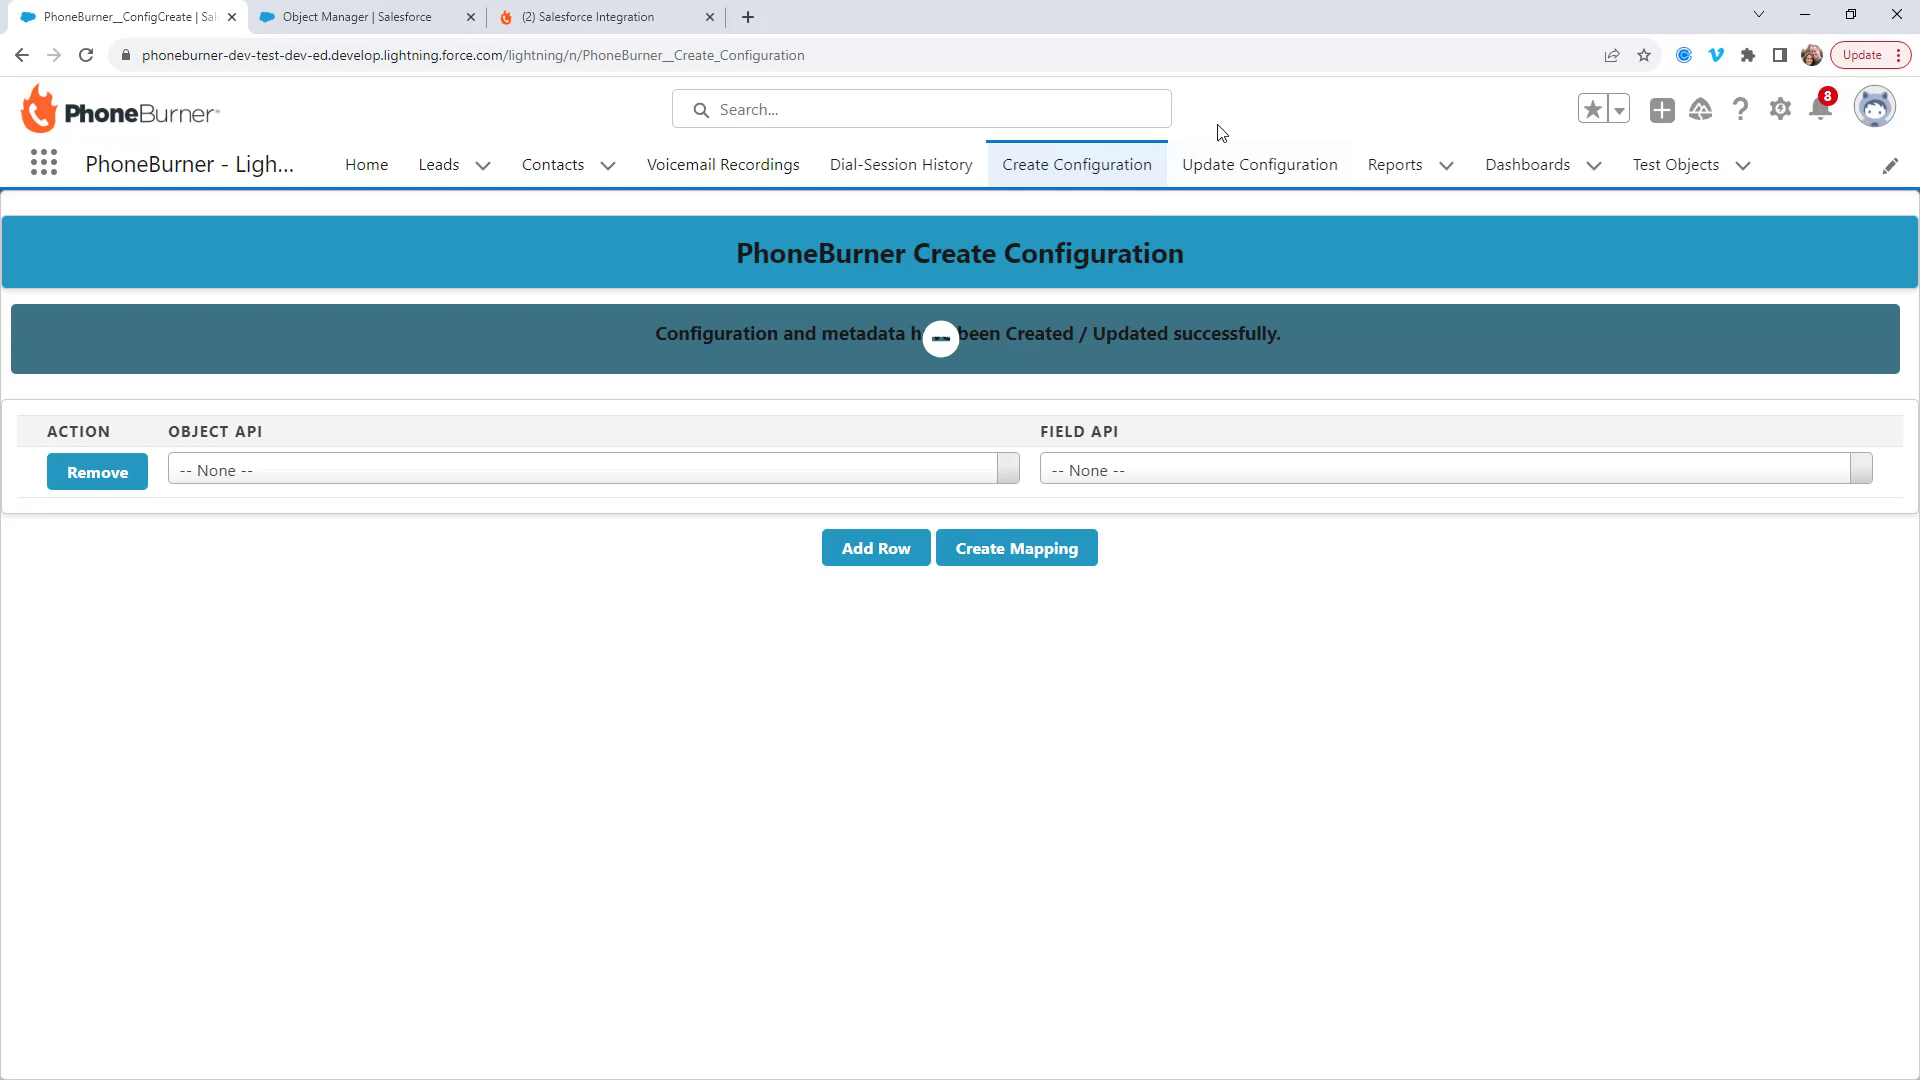 PhoneBurner__ConfigCreate | Sal
Object Manager | Salesforce
(2) Salesforce Integration
phoneburner-dev-test-dev-ed.develop.lightning.force.com/lightning/n/PhoneBurner__Create_Configuration
Update
PhoneBurner
Search...
8
PhoneBurner - Ligh...
Home
Leads
Contacts
Voicemail Recordings
Dial-Session History
Create Configuration
Update Configuration
Reports
Dashboards
Test Objects
PhoneBurner Create Configuration
Configuration and metadata h been Created / Updated successfully.
ACTION OBJECT API FIELD API
Remove -- None -- -- None --
Add Row Create Mapping